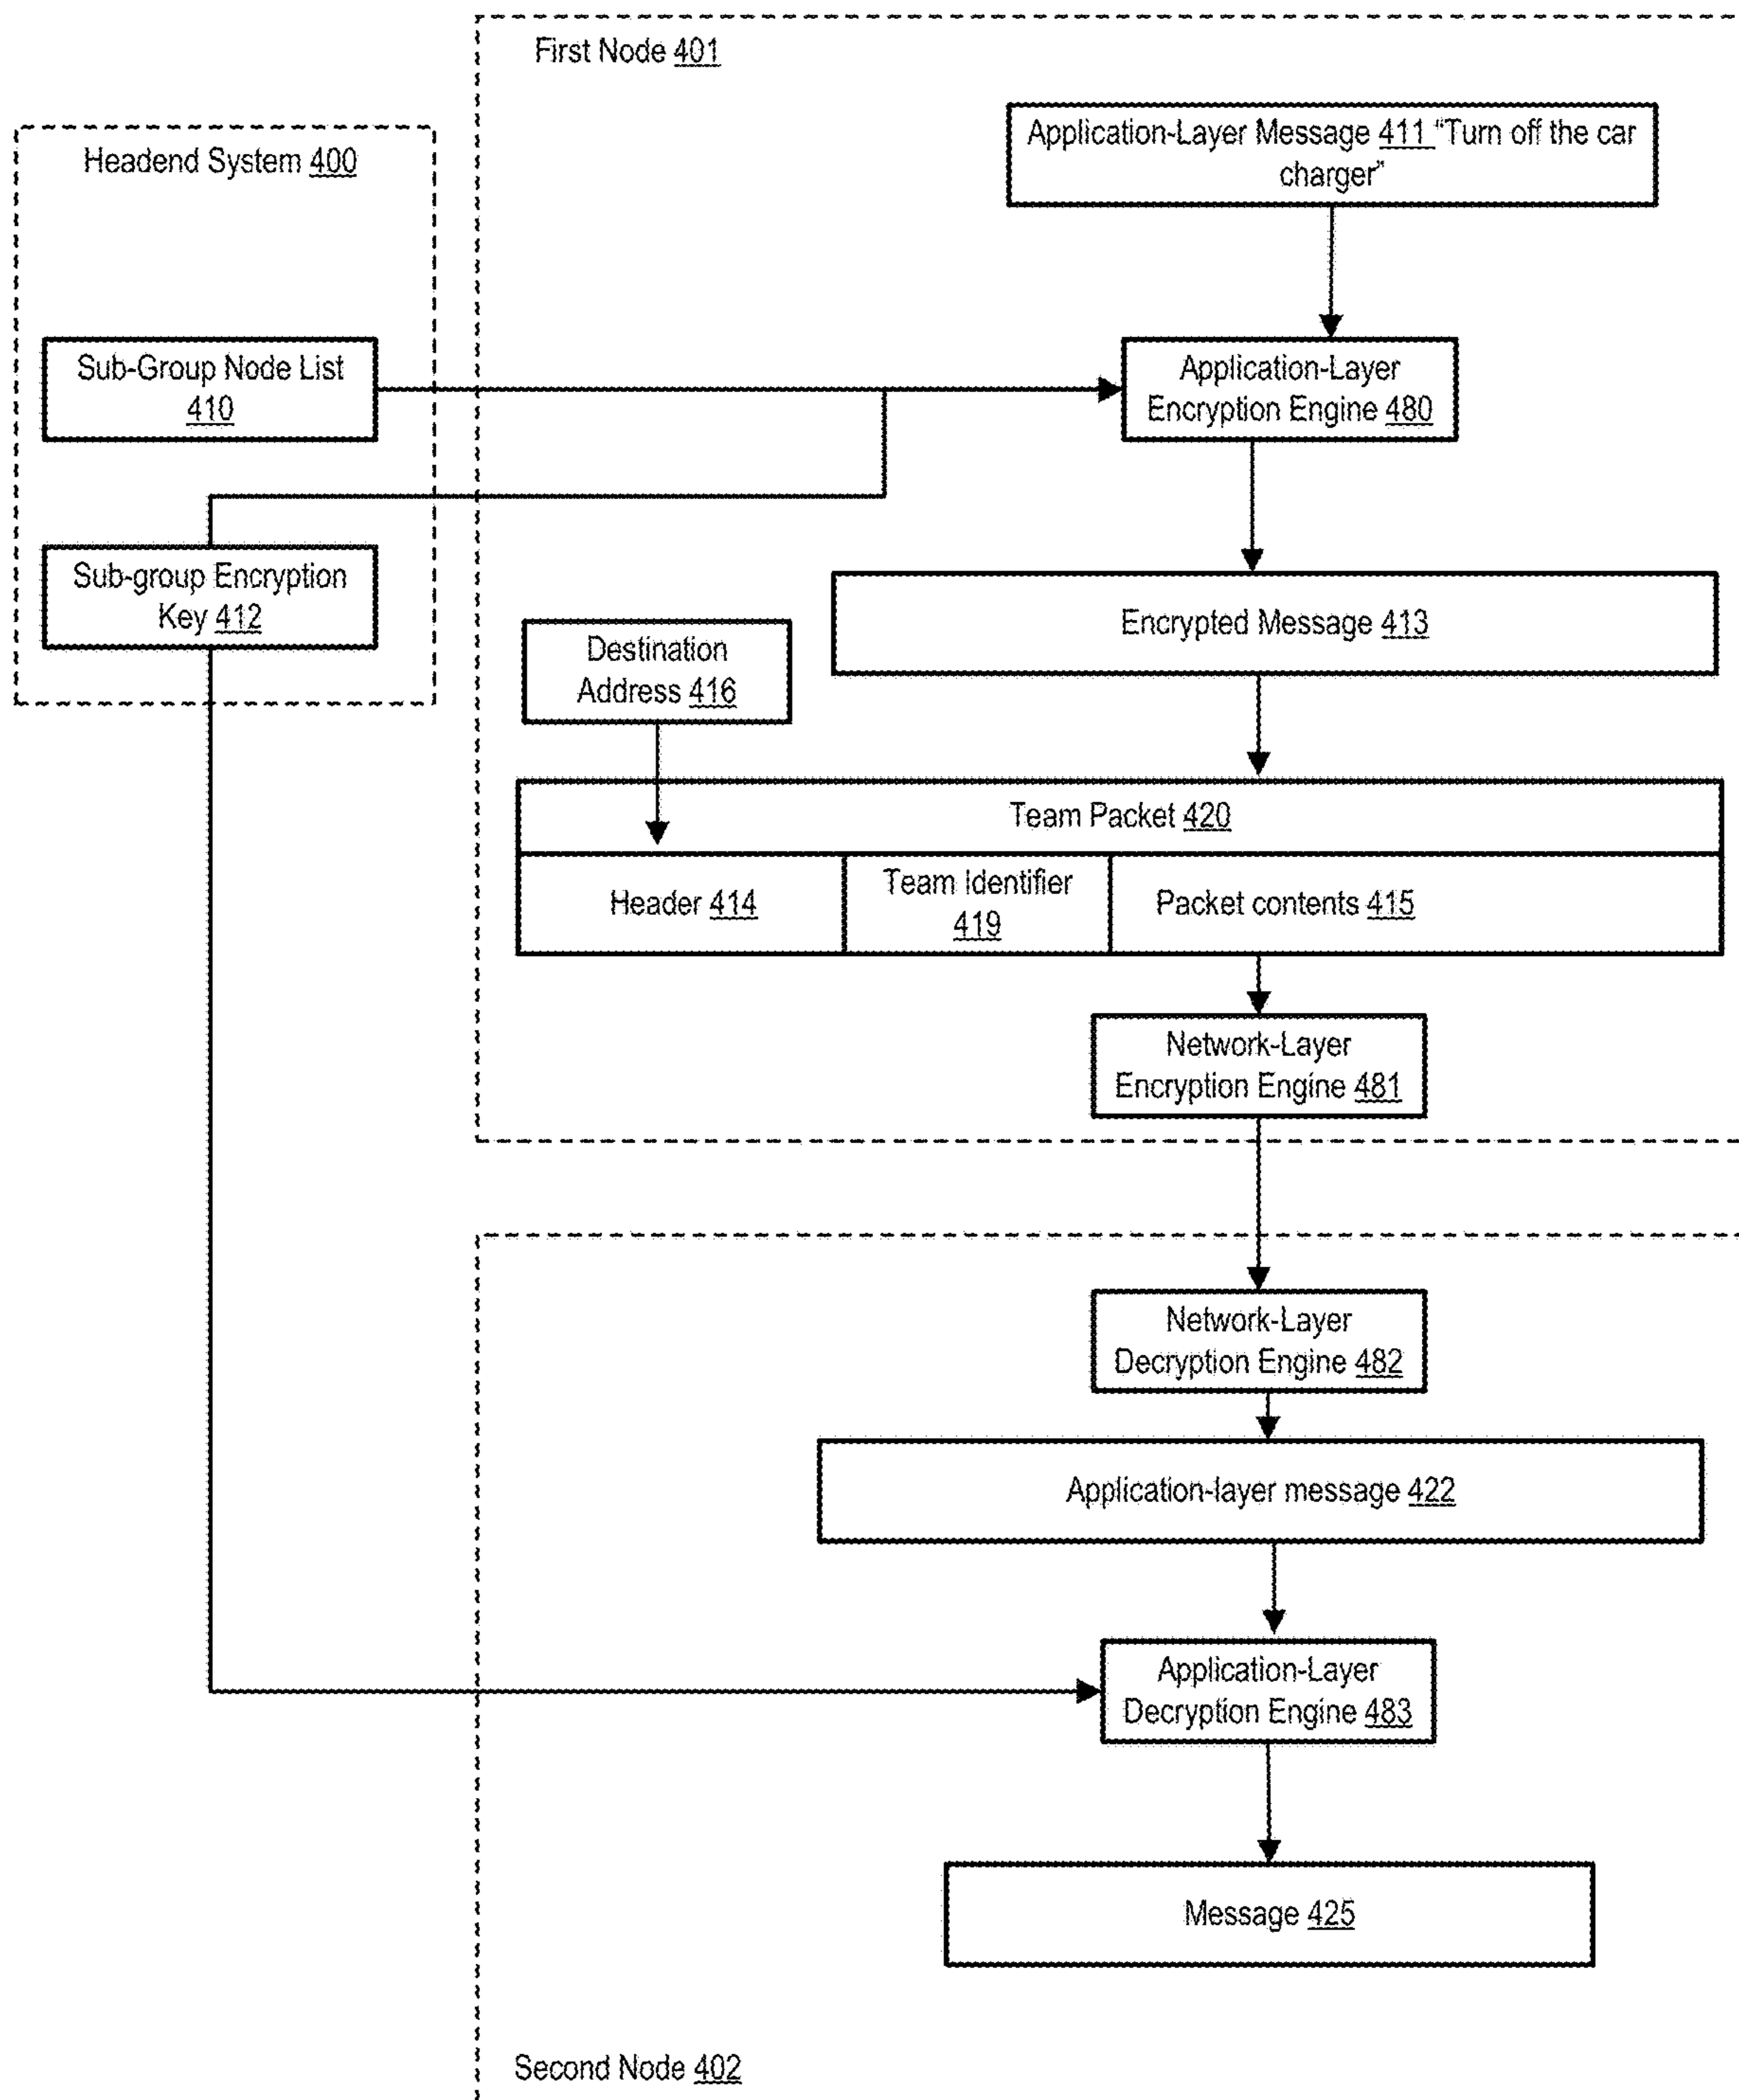 First Node 401
Application-Layer Message 411 "Turn off the car
charger"
Headend System 400
Sub-Group Node List
410
Application-Layer
Encryption Engine 480
Sub-group Encryption
Key 412
Encrypted Message 413
Destination
Address 416
Team Packet 420
Header 414
Team Identifier
419
Packet contents 415
Network-Layer
Encryption Engine 481
Network-Layer
Decryption Engine 482
Application-layer message 422
Application-Layer
Decryption Engine 483
Message 425
Second Node 402